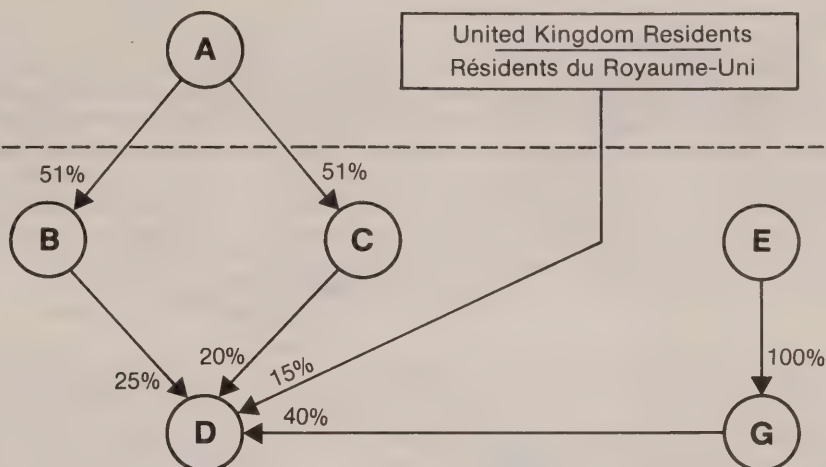 A
United Kingdom Residents
Résidents du Royaume-Uni
51%
51%
B
C
E
25%
20%
15%
100%
40%
D
G